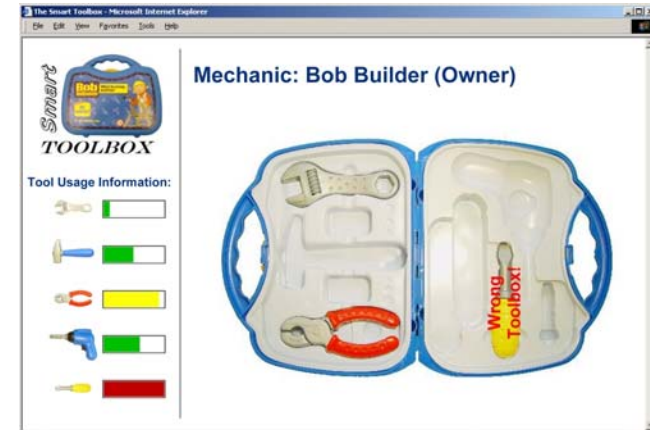 The Smart Toolbox - Microsoft Internet Explorer
File Edit View Favorites Tools Help
Smart
Bob
TOOLBOX
Mechanic: Bob Builder (Owner)
Tool Usage Information:
Wrong
Toolbox!